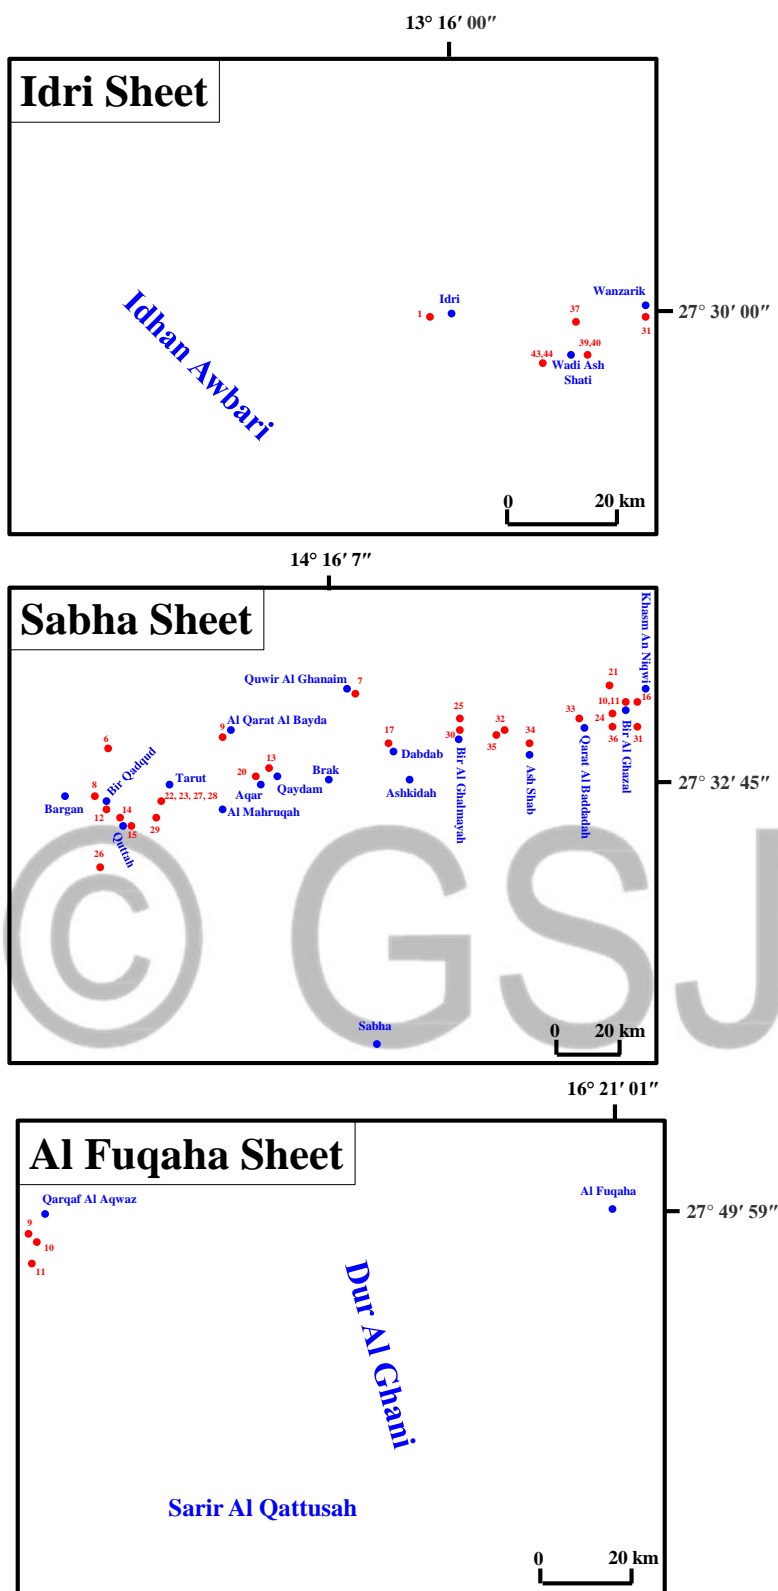 13° 16′ 00″
Idri Sheet
Wanzarik
Idri
37
1
27° 30′ 00″
31
Idhan Awbari
43,44
39,40
Wadi Ash
Shati
0
20 km
14° 16′ 7″
Sabha Sheet
Khasm An Niqwi
Quwir Al Ghanaim
7
21
10,11
16
Al Qarat Al Bayda
25
33
24
9
32
6
17
30
34
35
36
31
Dabdab
Bir Al Ghalmayah
Ash Shab
Qarat Al Baddadah
Bir Al Ghazal
13
20
Bir Qadqud
Tarut
Brak
27° 32′ 45″
8
Aqar
Qaydam
Ashkidah
Bargan
22, 23, 27, 28
12
14
Al Mahruqah
15
29
Quttah
26
© GSJ
Sabha
0
20 km
16° 21′ 01″
Al Fuqaha Sheet
Qarqaf Al Aqwaz
Al Fuqaha
27° 49′ 59″
9
10
11
Dur Al Ghani
Sarir Al Qattusah
0
20 km